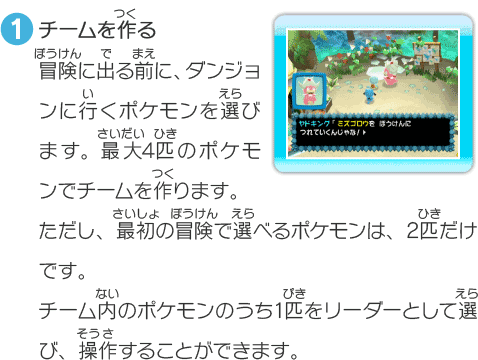 1 チームを作る
冒険に出る前に、ダンジョ
ンに行くポケモンを選び
ます。最大4匹のポケモ
ンでチームを作ります。
ただし、最初の冒険で選べるポケモンは、2匹だけ
です。
チーム内のポケモンのうち1匹をリーダーとして選
び、操作することができます。
ヤドキング「ミズゴロウを ぼうけんに
つれていくんじゃな!